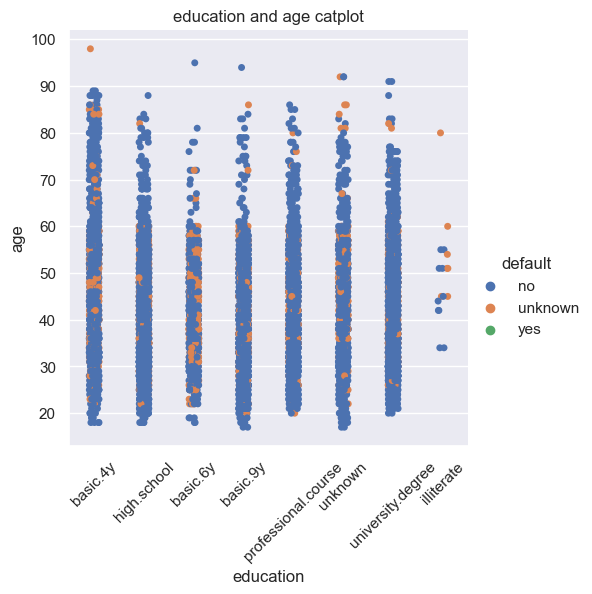 education and age catplot
100
90
80
70
60
50
40
30
20
age
basic.4y
high.school
basic.6y
basic.9y
professional.course
unknown
university.degree
illiterate
education
default
no
unknown
yes